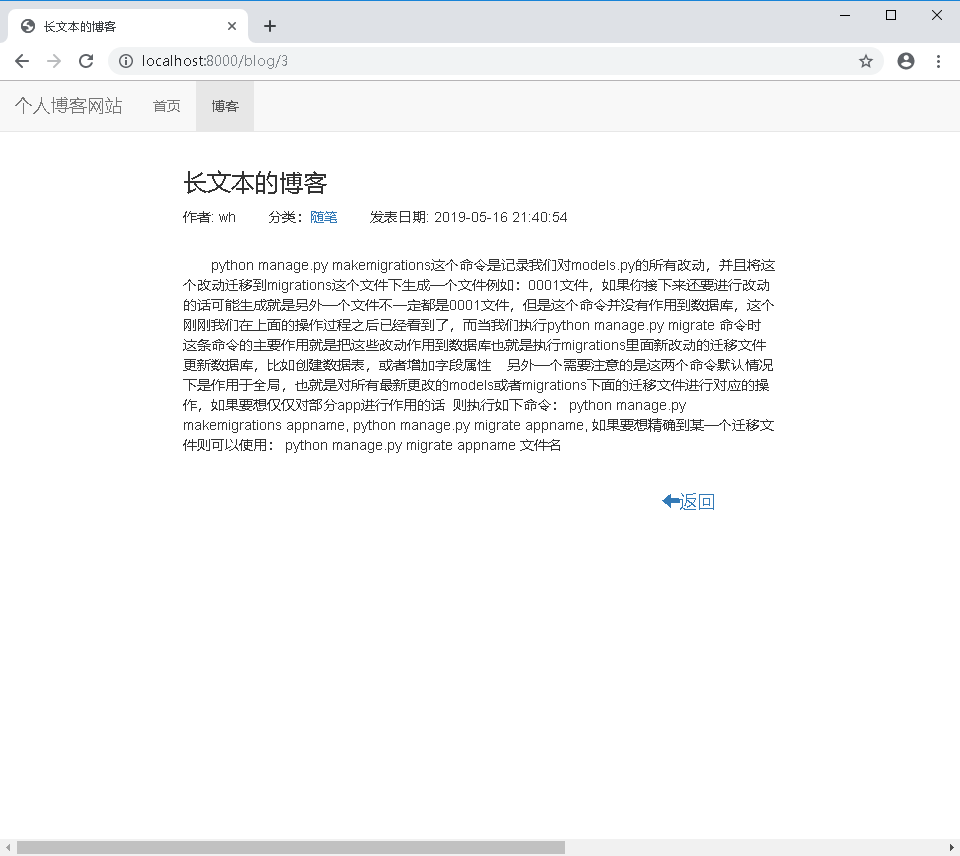 长文本的博客
localhost:8000/blog/3
个人博客网站 首页 博客
长文本的博客
作者: wh 分类：随笔 发表日期: 2019-05-16 21:40:54
python manage.py makemigrations这个命令是记录我们对models.py的所有改动，并且将这
个改动迁移到migrations这个文件下生成一个文件例如：0001文件，如果你接下来还要进行改动
的话可能生成就是另外一个文件不一定都是0001文件，但是这个命令并没有作用到数据库，这个
刚刚我们在上面的操作过程之后已经看到了，而当我们执行python manage.py migrate 命令时
这条命令的主要作用就是把这些改动作用到数据库也就是执行migrations里面新改动的迁移文件
更新数据库，比如创建数据表，或者增加字段属性 另外一个需要注意的是这两个命令默认情况
下是作用于全局，也就是对所有最新更改的models或者migrations下面的迁移文件进行对应的操
作，如果要想仅仅对部分app进行作用的话 则执行如下命令： python manage.py
makemigrations appname, python manage.py migrate appname, 如果要想精确到某一个迁移文
件则可以使用： python manage.py migrate appname 文件名
返回